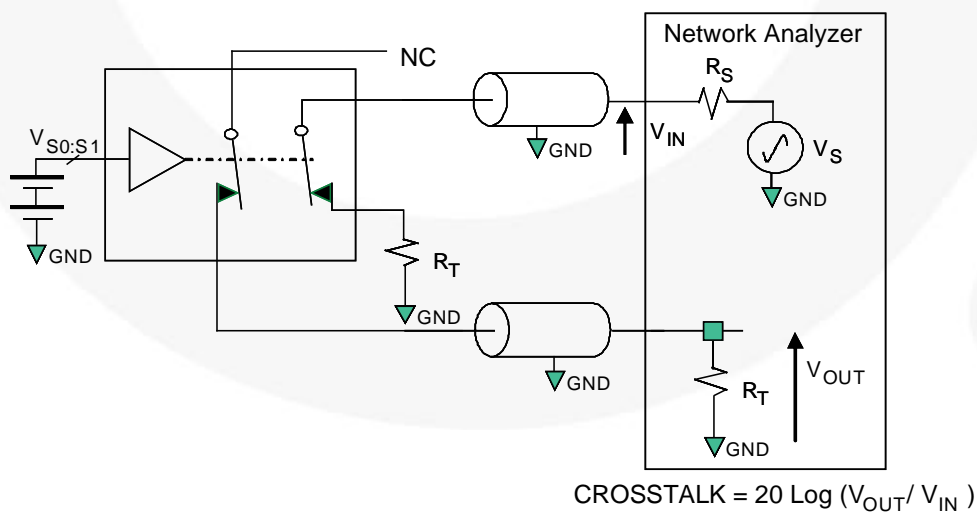 Network Analyzer
NC
R_S
V_S0:S1
V_IN
V_S
GND
GND
GND
R_T
GND
GND
R_T
V_OUT
GND
CROSSTALK = 20 Log (V_OUT/ V_IN )